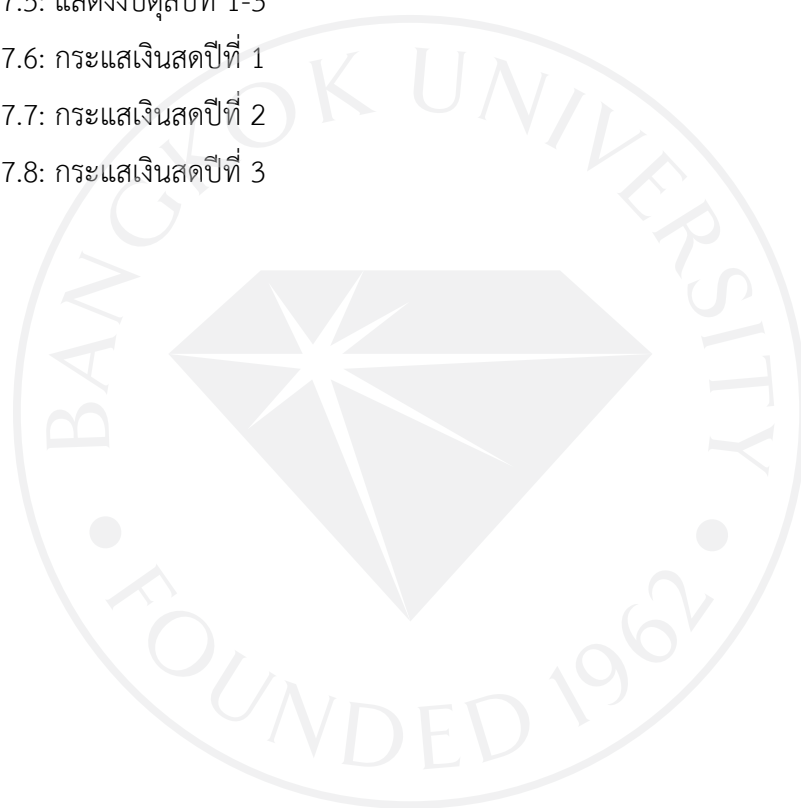 7.5: แสดงงบดุลปีที่ 1-3
7.6: กระแสเงินสดปีที่ 1
7.7: กระแสเงินสดปีที่ 2
7.8: กระแสเงินสดปีที่ 3
BANGKOK UNIVERSITY
FOUNDED 1962